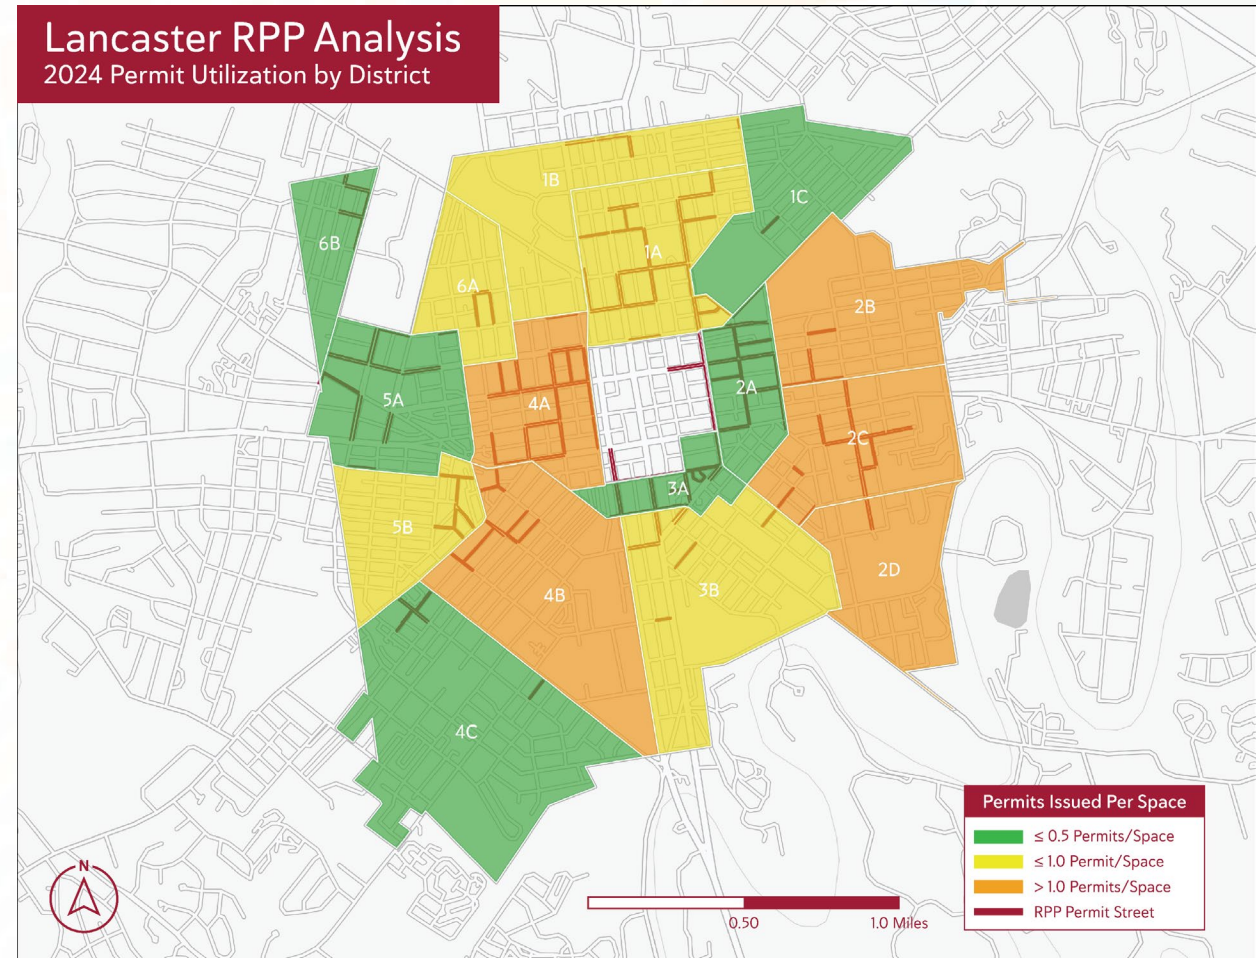 Lancaster RPP Analysis
2024 Permit Utilization by District
1B
1C
6B
1A
6A
2B
2A
5A
4A
2C
3A
5B
2D
3B
4B
4C
Permits Issued Per Space
≤ 0.5 Permits/Space
≤ 1.0 Permit/Space
> 1.0 Permits/Space
RPP Permit Street
N
0.50
1.0 Miles